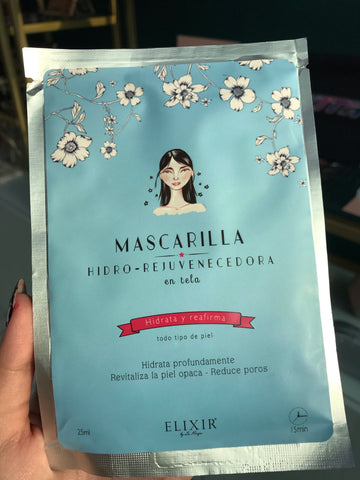 MASCARILLA
HIDRO-REJUVENECEDORA
en tela
Hidrata y reafirma
todo tipo de piel
Hidrata profundamente
Revitaliza la piel opaca - Reduce poros
25ml
ELIXIR
15min